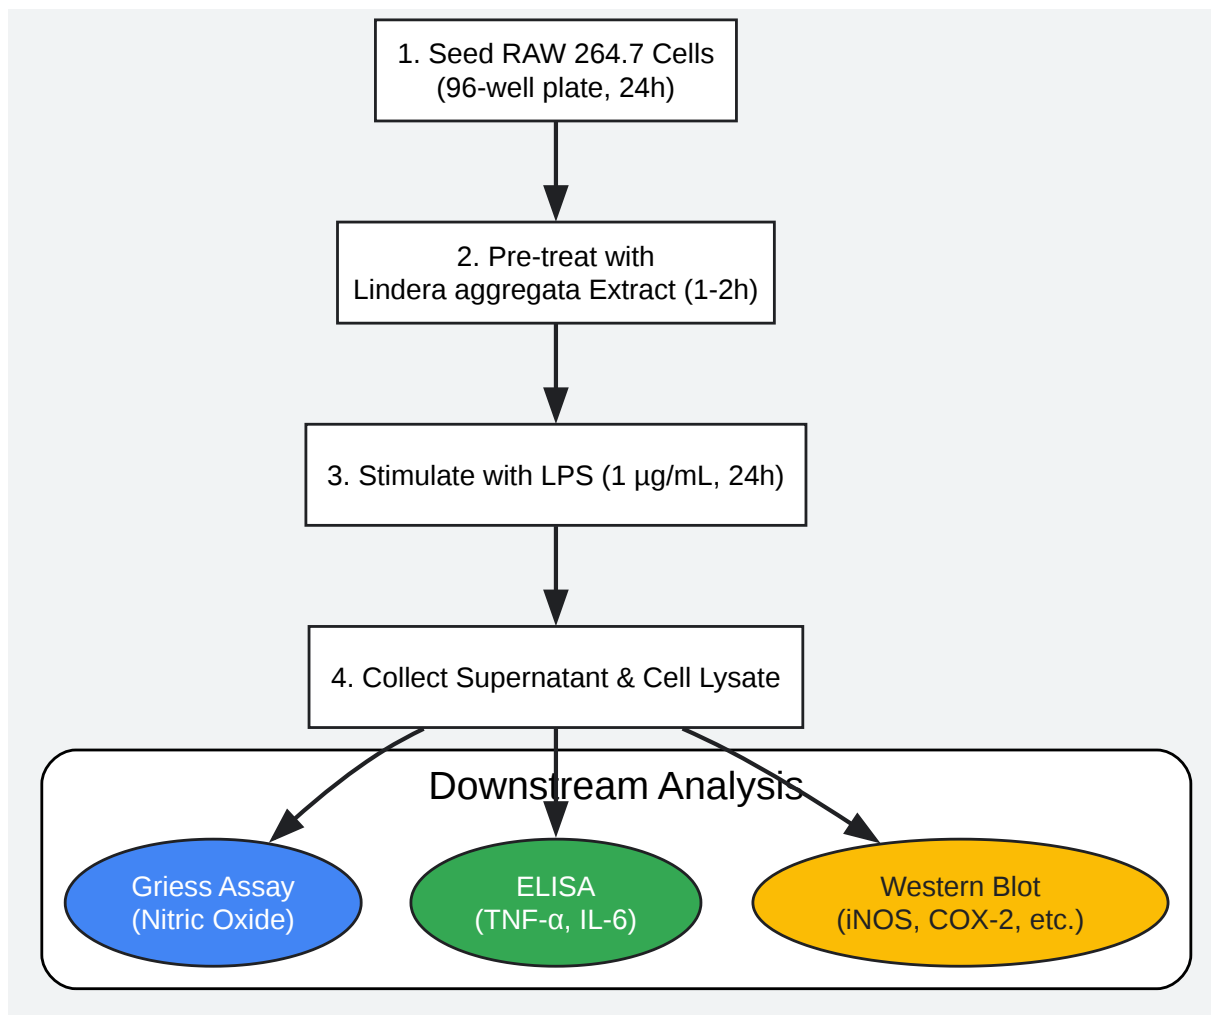 1. Seed RAW 264.7 Cells
(96-well plate, 24h)
2. Pre-treat with
Lindera aggregata Extract (1-2h)
3. Stimulate with LPS (1 µg/mL, 24h)
4. Collect Supernatant & Cell Lysate
Downstream Analysis
Griess Assay
(Nitric Oxide)
ELISA
(TNF-α, IL-6)
Western Blot
(iNOS, COX-2, etc.)